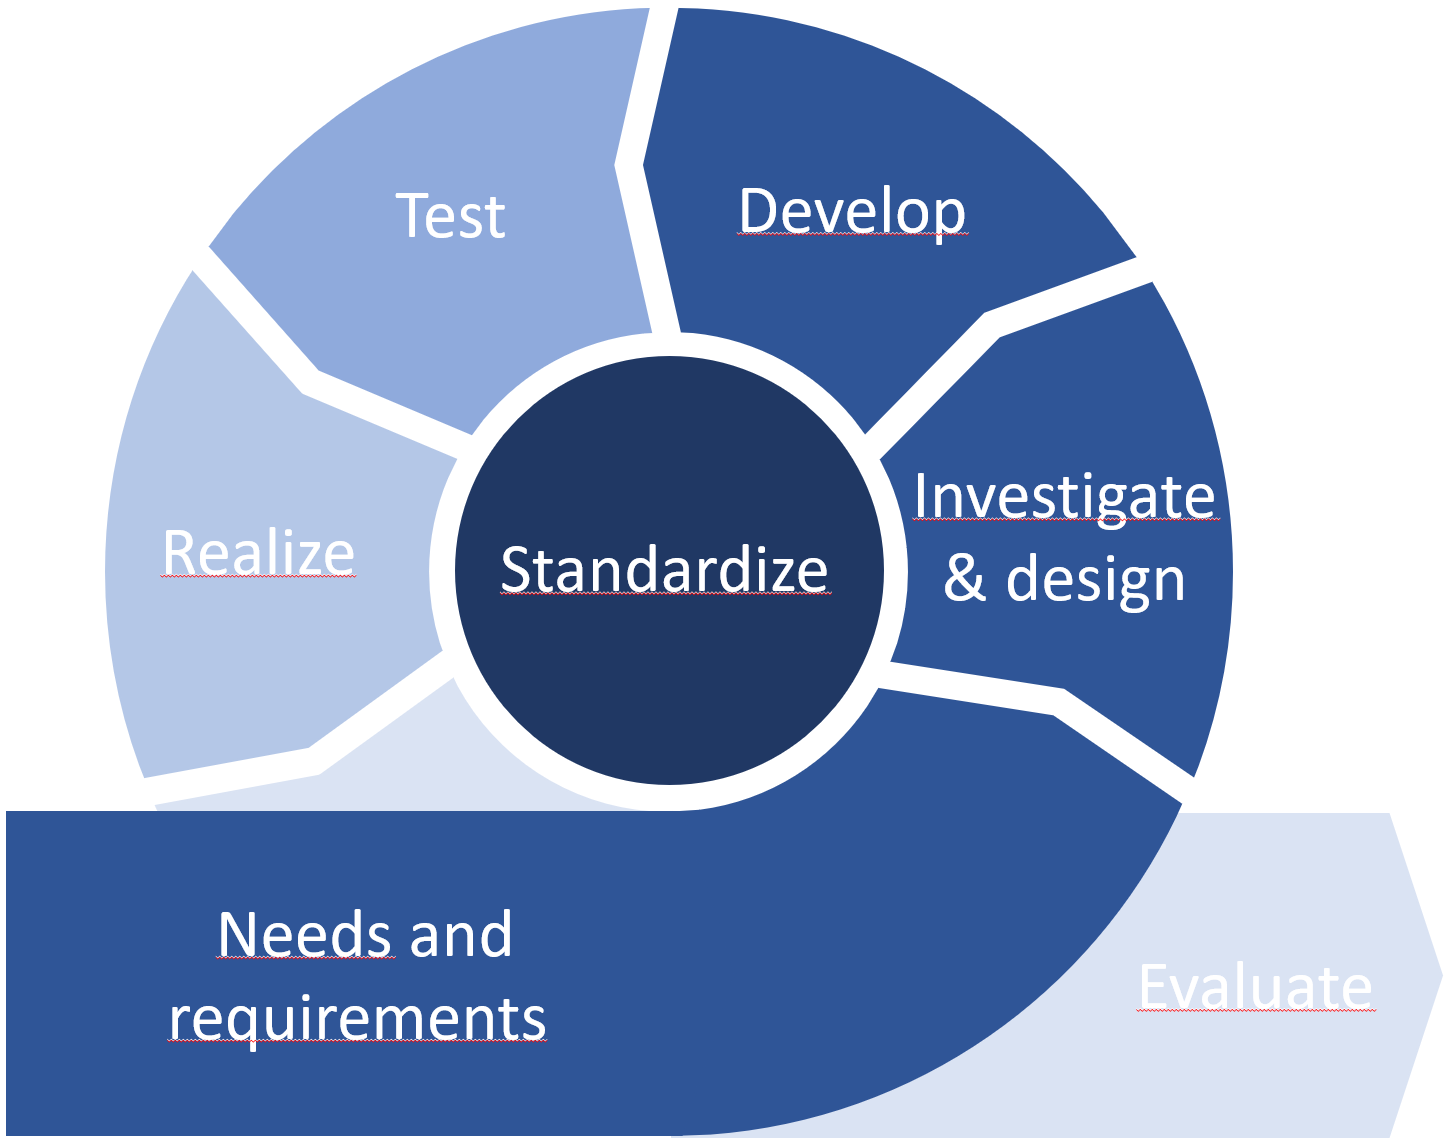 Test
Develop
Investigate
& design
Realize
Standardize
Needs and
requirements
Evaluate